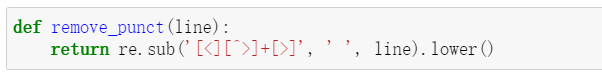 def remove_punct(line):
    return re.sub('[<][^>]+[>]', ' ', line).lower()